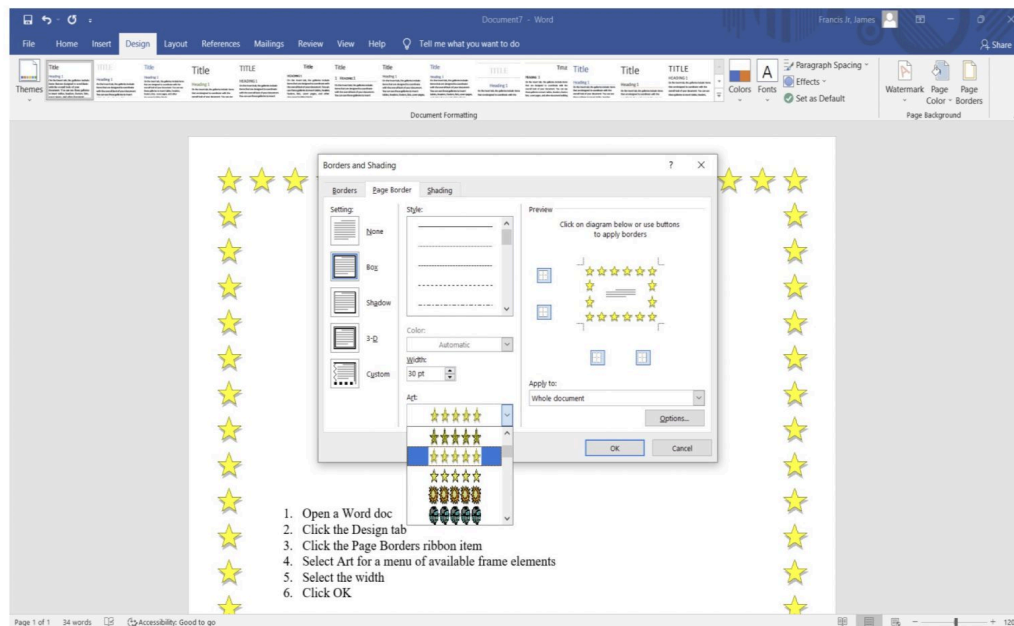 Document7 - Word
Francis Jr, James
File Home Insert Design Layout References Mailings Review View Help Tell me what you want to do
Share
Themes
Title
Title
TITLE
Title
TITLE
Colors
Fonts
Paragraph Spacing
Effects
Set as Default
Watermark
Page Color
Page Borders
Document Formatting
Page Background
Borders and Shading
? X
Borders Page Border Shading
Setting:
None
Box
Shadow
3-D
Custom
Style:
Color:
Automatic
Width:
30 pt
Art:
Preview
Click on diagram below or use buttons
to apply borders
Apply to:
Whole document
Options...
OK Cancel
1. Open a Word doc
2. Click the Design tab
3. Click the Page Borders ribbon item
4. Select Art for a menu of available frame elements
5. Select the width
6. Click OK
Page 1 of 1 34 words Accessibility: Good to go
120